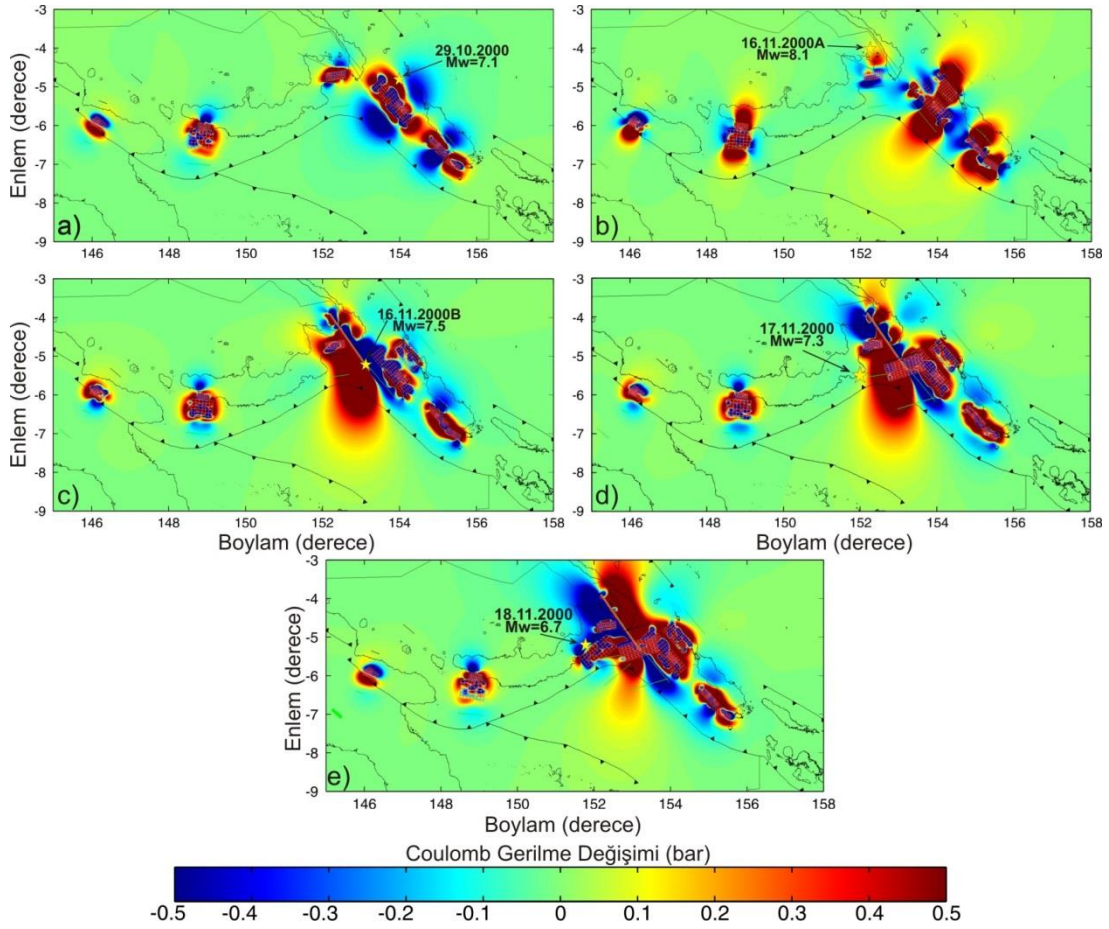 -3
-4
-5
-6
-7
-8
-9
Enlem (derece)
29.10.2000
Mw=7.1
a)
146 148 150 152 154 156
-3
-4
-5
-6
-7
-8
-9
16.11.2000A
Mw=8.1
b)
146 148 150 152 154 156 158
-3
-4
-5
-6
-7
-8
-9
Enlem (derece)
16.11.2000B
Mw=7.5
c)
146 148 150 152 154 156 158
Boylam (derece)
-3
-4
-5
-6
-7
-8
-9
17.11.2000
Mw=7.3
d)
146 148 150 152 154 156 158
Boylam (derece)
-3
-4
-5
-6
-7
-8
-9
Enlem (derece)
18.11.2000
Mw=6.7
e)
146 148 150 152 154 156 158
Boylam (derece)
Coulomb Gerilme Değişimi (bar)
-0.5 -0.4 -0.3 -0.2 -0.1 0 0.1 0.2 0.3 0.4 0.5